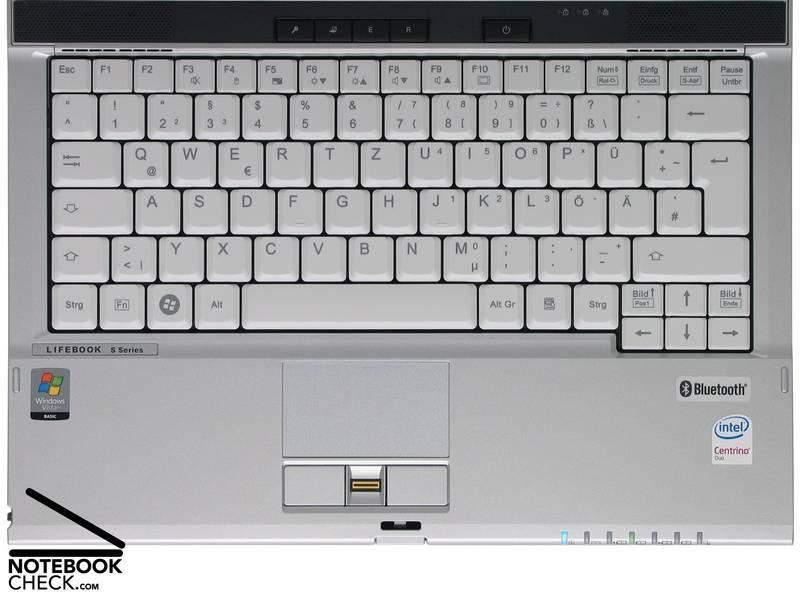 E R
Esc F1 F2 F3 F4 F5 F6 F7 F8 F9 F10 F11 F12 Num Einfg Entf Pause
Rol Druck S-Abf Untbr
° ! " § $ % & / 7 ( 8 ) 9 = ÷ ? `
^ 1 2 ² 3 ³ 4 5 6 7 { 8 [ 9 ] 0 } ß \ ´
Q W E R T Z U 4 I 5 O 6 P * Ü * ~
@ € +
A S D F G H J 1 K 2 L 3 Ö - Ä '
#
> Y X C V B N M 0 ; : _ +
< | µ , . -
Strg Fn Alt Alt Gr Strg Bild Bild
Pos1 Ende
LIFEBOOK S Series
Windows Vista™
BASIC
Bluetooth®
intel
Centrino
Duo
NOTEBOOK
CHECK.COM